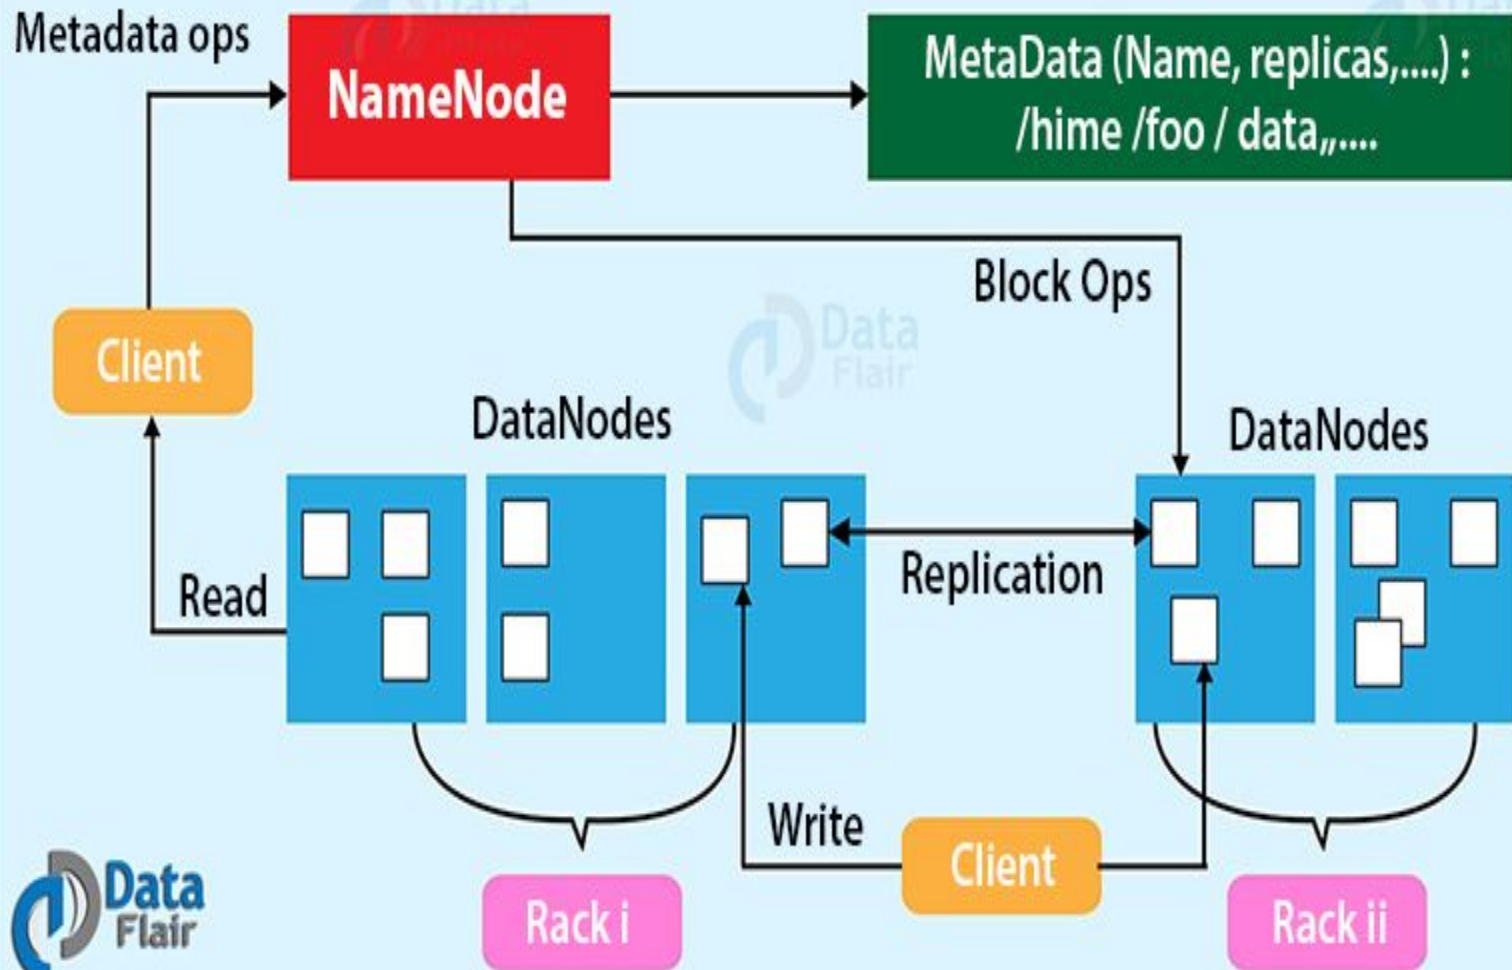 Metadata ops
NameNode
MetaData (Name, replicas,....) :
/hime /foo / data,,....
Block Ops
Client
Data
Flair
DataNodes
DataNodes
Read
Replication
Write
Client
Rack i
Rack ii
Data
Flair